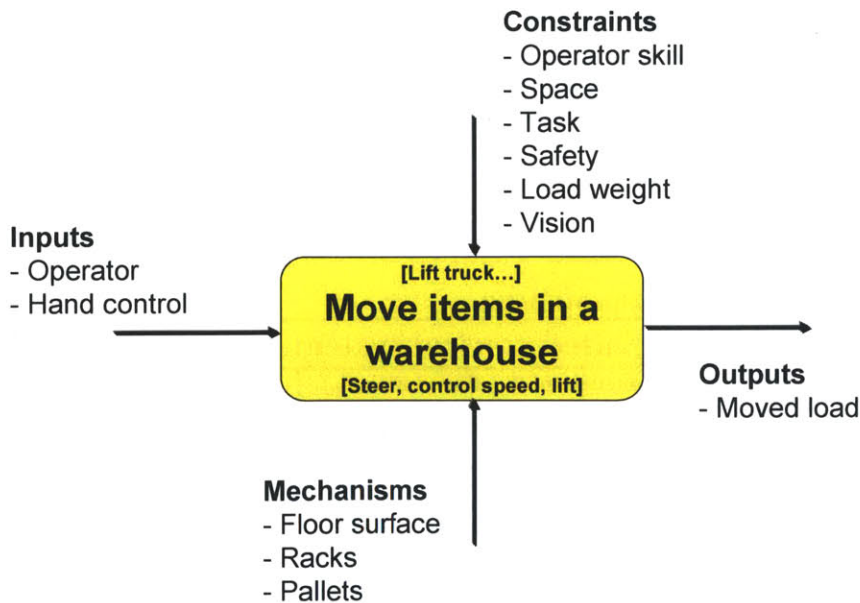 Constraints
- Operator skill
- Space
- Task
- Safety
- Load weight
- Vision
Inputs
- Operator
- Hand control
[Lift truck...]
Move items in a
warehouse
[Steer, control speed, lift]
Outputs
- Moved load
Mechanisms
- Floor surface
- Racks
- Pallets